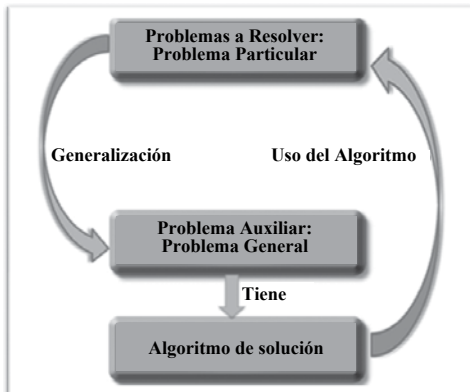 Problemas a Resolver:
Problema Particular
Generalización
Uso del Algoritmo
Problema Auxiliar:
Problema General
Tiene
Algoritmo de solución